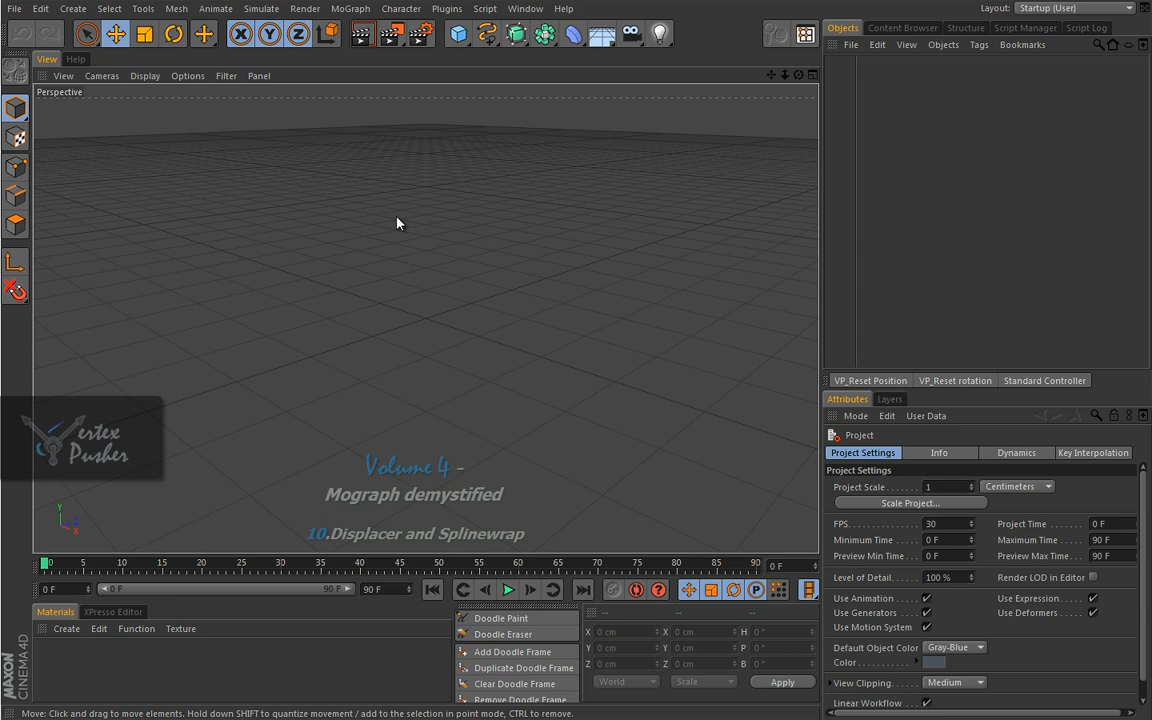 File Edit Create Select Tools Mesh Animate Simulate Render MoGraph Character Plugins Script Window Help Layout: Startup (User)
X Y Z
Objects Content Browser Structure Script Manager Script Log
File Edit View Objects Tags Bookmarks
View Help
View Cameras Display Options Filter Panel
Perspective
Vertex
Pusher
Volume 4 -
Mograph demystified
10.Displacer and Splinewrap
Y
Z
X
VP_Reset Position VP_Reset rotation Standard Controller
Attributes Layers
Mode Edit User Data
Project
Project Settings Info Dynamics Key Interpolation
Project Settings
Project Scale 1 Centimeters
Scale Project...
FPS 30 Project Time 0 F
Minimum Time 0 F Maximum Time 90 F
Preview Min Time 0 F Preview Max Time 90 F
Level of Detail 100 % Render LOD in Editor
Use Animation Use Expression
Use Generators Use Deformers
Use Motion System
Default Object Color Gray-Blue
Color
View Clipping Medium
Linear Workflow
0 5 10 15 20 25 30 35 40 45 50 55 60 65 70 75 80 85 90 0 F
0 F 0 F 90 F 90 F
Materials XPresso Editor
Create Edit Function Texture
Doodle Paint
Doodle Eraser
Add Doodle Frame
Duplicate Doodle Frame
Clear Doodle Frame
Remove Doodle Frame
-- -- --
X 0 cm X 0 cm H 0 °
Y 0 cm Y 0 cm P 0 °
Z 0 cm Z 0 cm B 0 °
World Scale Apply
MAXON
CINEMA 4D
Move: Click and drag to move elements. Hold down SHIFT to quantize movement / add to the selection in point mode, CTRL to remove.